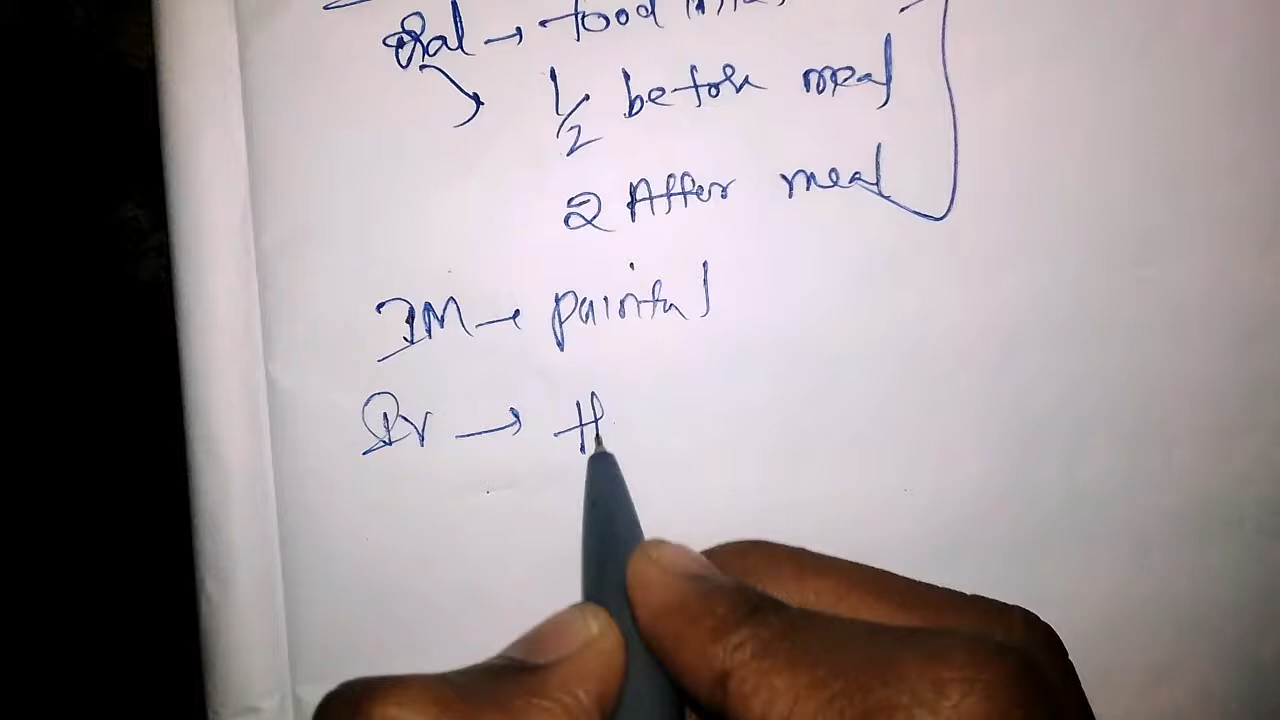 Oral → food
1/2 before meal
2 After meal
IM → painful
IV → H